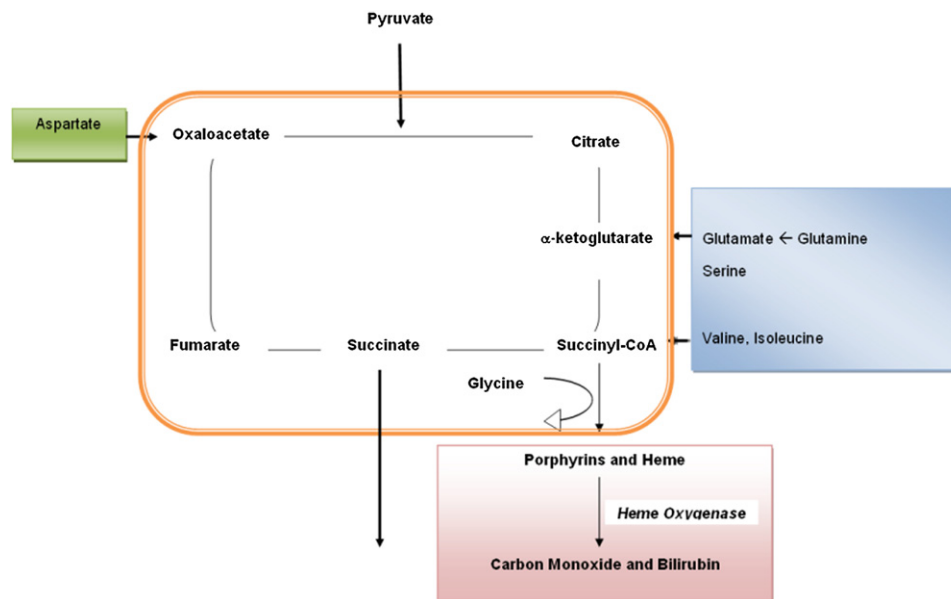 Pyruvate
Aspartate
Oxaloacetate
Citrate
α-ketoglutarate
Glutamate ← Glutamine
Serine
Fumarate
Succinate
Succinyl-CoA
Valine, Isoleucine
Glycine
Porphyrins and Heme
Heme Oxygenase
Carbon Monoxide and Bilirubin